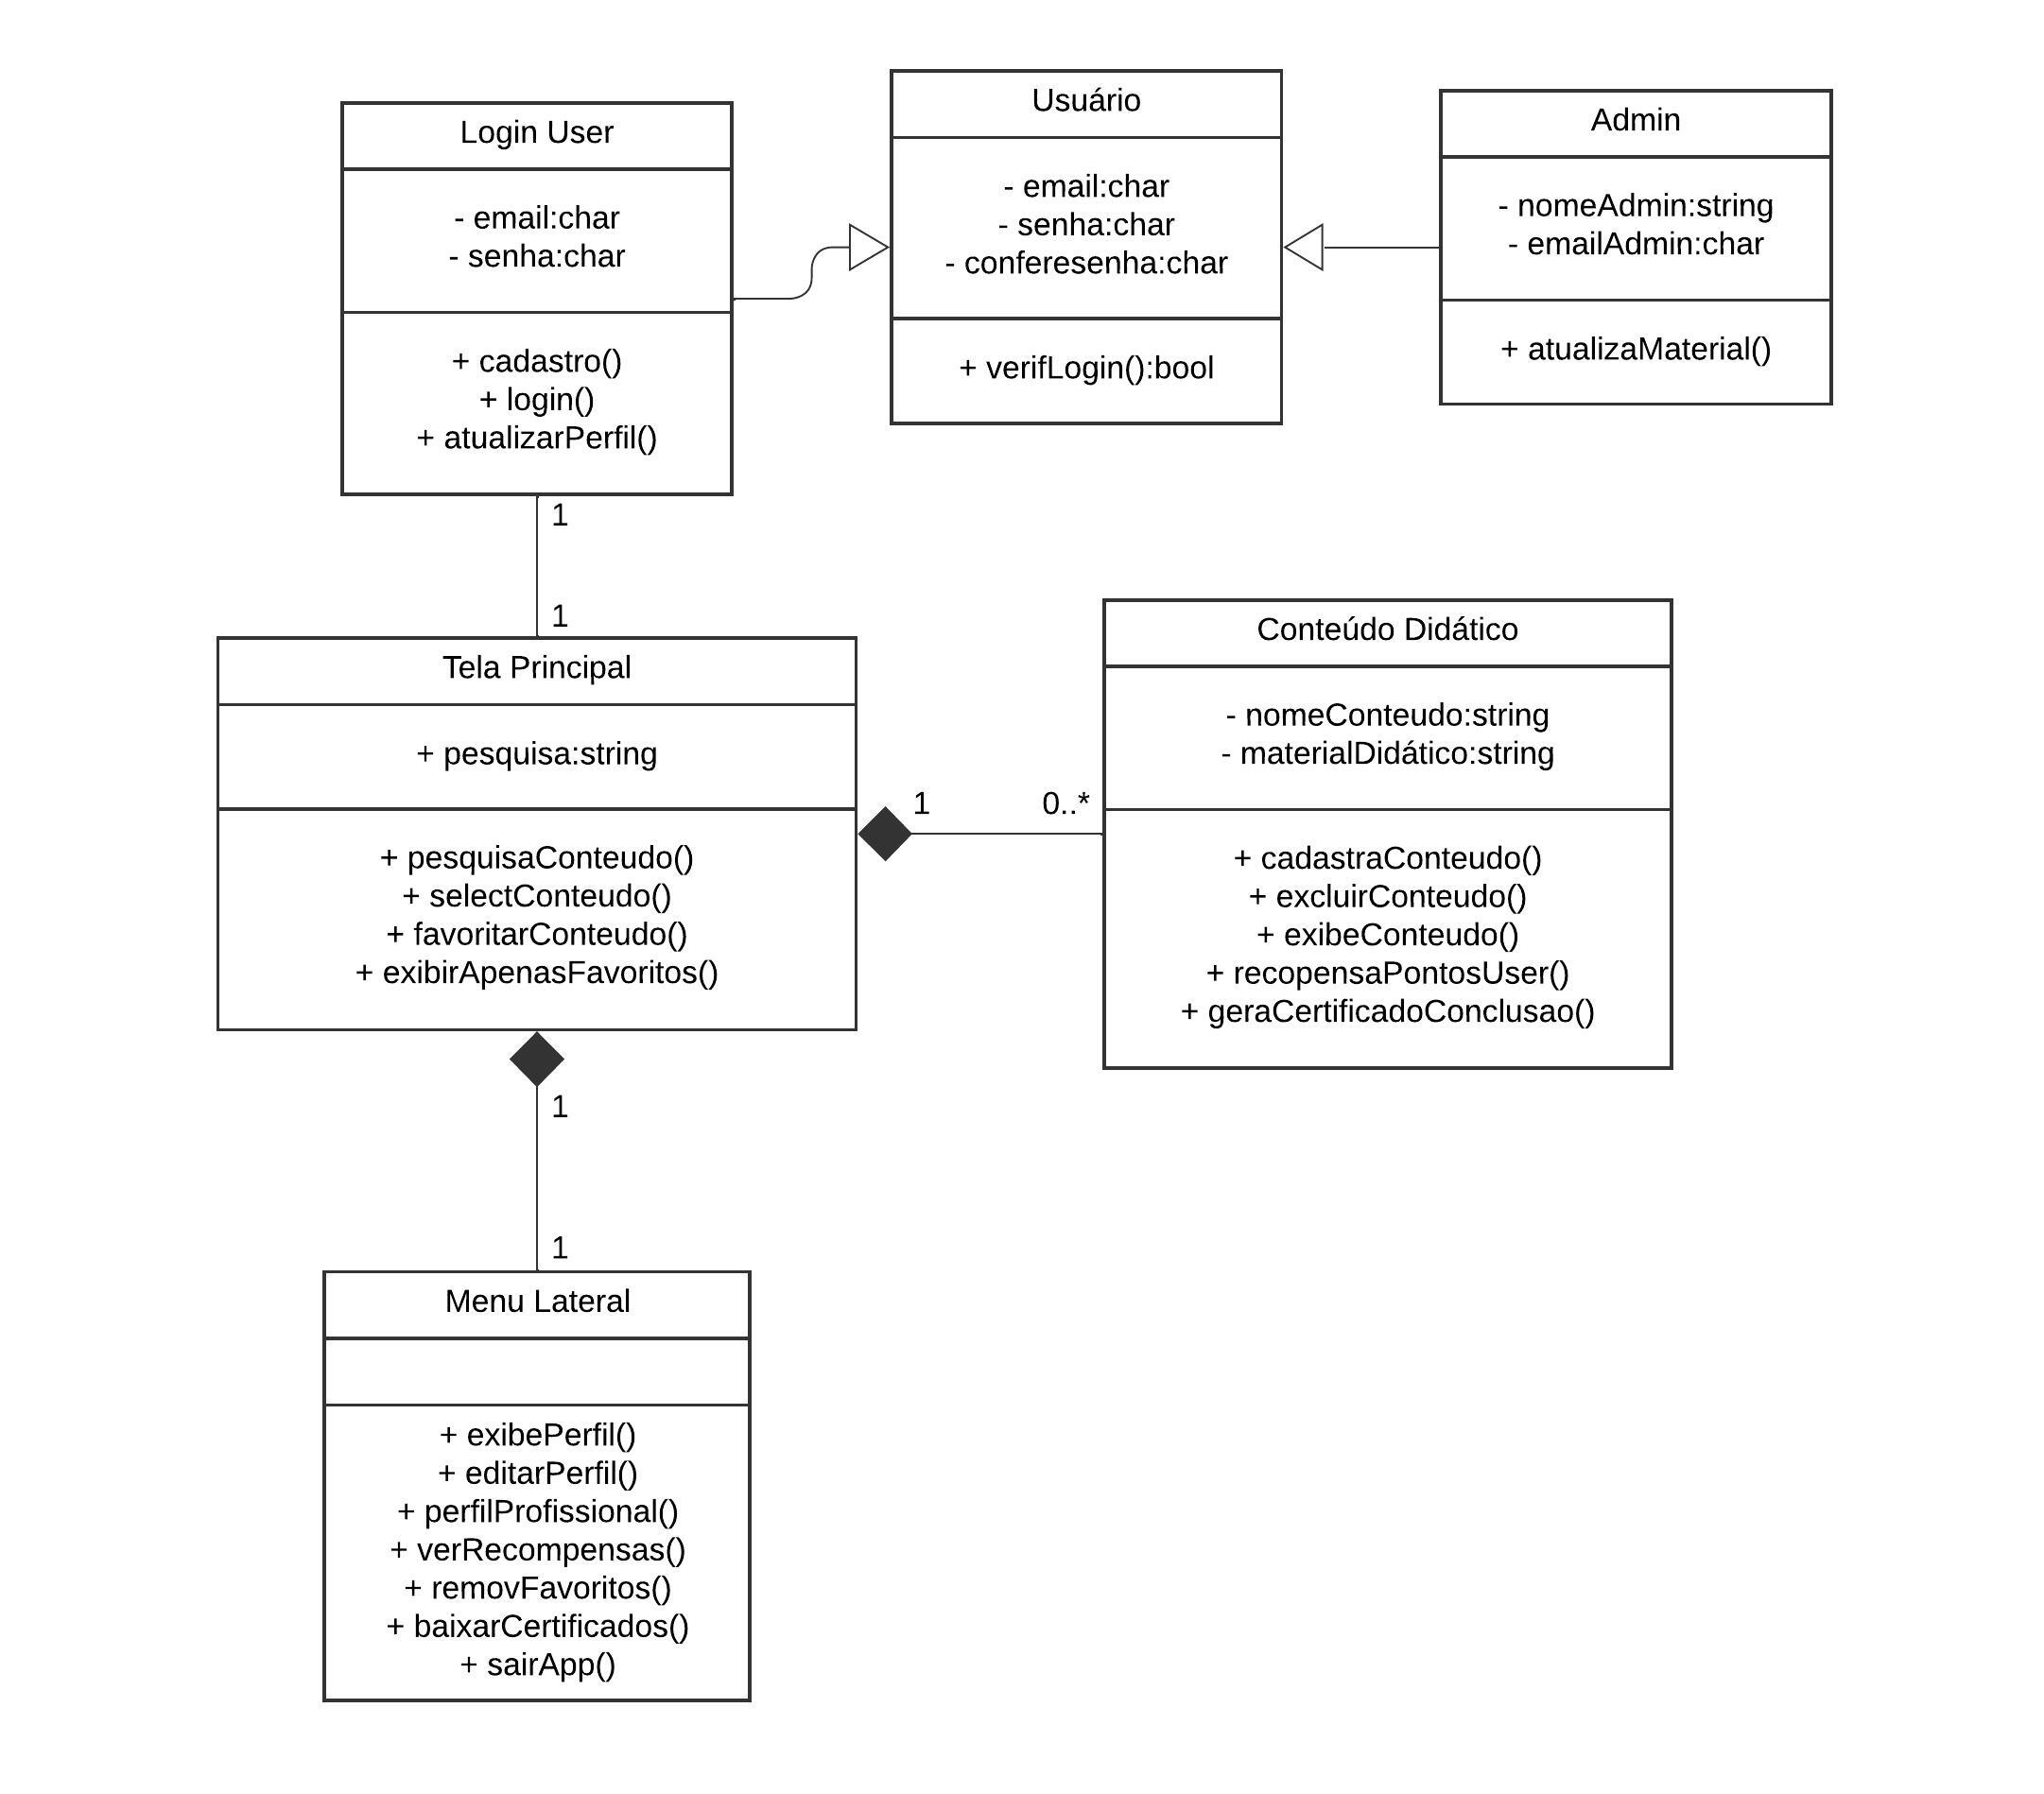 Login User
- email:char
- senha:char
+ cadastro()
+ login()
+ atualizarPerfil()
Usuário
- email:char
- senha:char
- conferesenha:char
+ verifLogin():bool
Admin
- nomeAdmin:string
- emailAdmin:char
+ atualizaMaterial()
1
1
Tela Principal
+ pesquisa:string
+ pesquisaConteudo()
+ selectConteudo()
+ favoritarConteudo()
+ exibirApenasFavoritos()
1
0..*
Conteúdo Didático
- nomeConteudo:string
- materialDidático:string
+ cadastraConteudo()
+ excluirConteudo()
+ exibeConteudo()
+ recopensaPontosUser()
+ geraCertificadoConclusao()
1
1
Menu Lateral
+ exibePerfil()
+ editarPerfil()
+ perfilProfissional()
+ verRecompensas()
+ removFavoritos()
+ baixarCertificados()
+ sairApp()